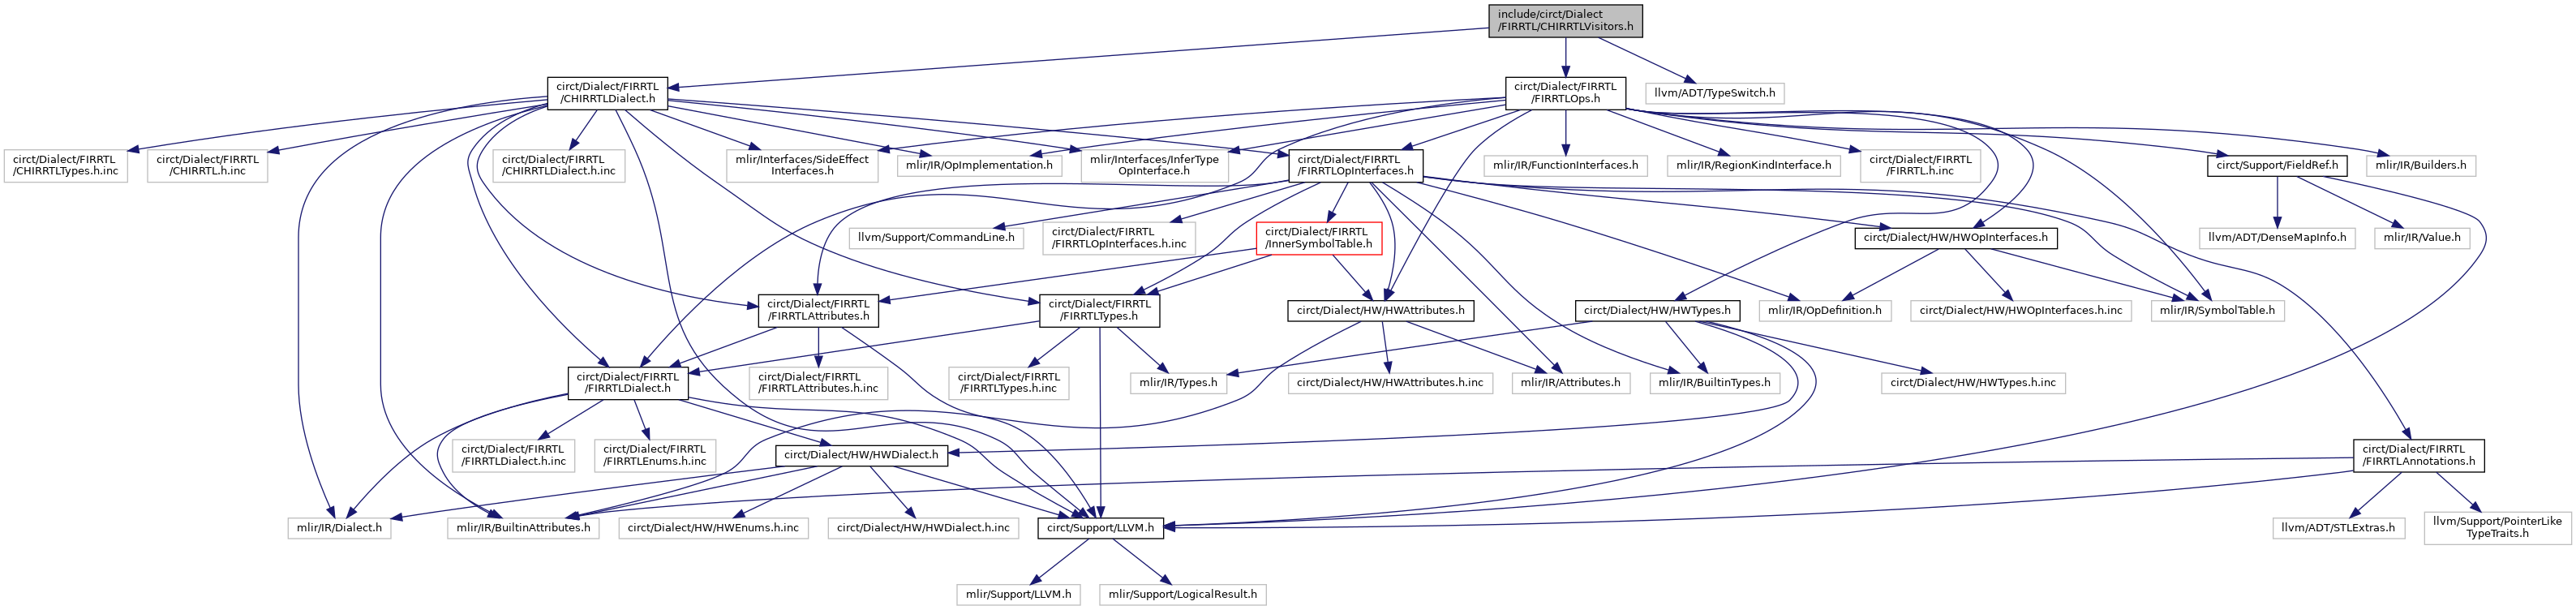 include/circt/Dialect
/FIRRTL/CHIRRTLVisitors.h
circt/Dialect/FIRRTL
/CHIRRTLDialect.h
circt/Dialect/FIRRTL
/FIRRTLOps.h
llvm/ADT/TypeSwitch.h
circt/Dialect/FIRRTL
/CHIRRTLTypes.h.inc
circt/Dialect/FIRRTL
/CHIRRTL.h.inc
circt/Dialect/FIRRTL
/CHIRRTLDialect.h.inc
mlir/Interfaces/SideEffect
Interfaces.h
mlir/IR/OpImplementation.h
mlir/Interfaces/InferType
OpInterface.h
circt/Dialect/FIRRTL
/FIRRTLOpInterfaces.h
mlir/IR/FunctionInterfaces.h
mlir/IR/RegionKindInterface.h
circt/Dialect/FIRRTL
/FIRRTL.h.inc
circt/Support/FieldRef.h
mlir/IR/Builders.h
llvm/Support/CommandLine.h
circt/Dialect/FIRRTL
/FIRRTLOpInterfaces.h.inc
circt/Dialect/FIRRTL
/InnerSymbolTable.h
circt/Dialect/HW/HWOpInterfaces.h
llvm/ADT/DenseMapInfo.h
mlir/IR/Value.h
circt/Dialect/FIRRTL
/FIRRTLAttributes.h
circt/Dialect/FIRRTL
/FIRRTLTypes.h
circt/Dialect/HW/HWAttributes.h
circt/Dialect/HW/HWTypes.h
mlir/IR/OpDefinition.h
circt/Dialect/HW/HWOpInterfaces.h.inc
mlir/IR/SymbolTable.h
circt/Dialect/FIRRTL
/FIRRTLDialect.h
circt/Dialect/FIRRTL
/FIRRTLAttributes.h.inc
circt/Dialect/FIRRTL
/FIRRTLTypes.h.inc
mlir/IR/Types.h
circt/Dialect/HW/HWAttributes.h.inc
mlir/IR/Attributes.h
mlir/IR/BuiltinTypes.h
circt/Dialect/HW/HWTypes.h.inc
circt/Dialect/FIRRTL
/FIRRTLDialect.h.inc
circt/Dialect/FIRRTL
/FIRRTLEnums.h.inc
circt/Dialect/HW/HWDialect.h
circt/Dialect/FIRRTL
/FIRRTLAnnotations.h
mlir/IR/Dialect.h
mlir/IR/BuiltinAttributes.h
circt/Dialect/HW/HWEnums.h.inc
circt/Dialect/HW/HWDialect.h.inc
circt/Support/LLVM.h
llvm/ADT/STLExtras.h
llvm/Support/PointerLike
TypeTraits.h
mlir/Support/LLVM.h
mlir/Support/LogicalResult.h